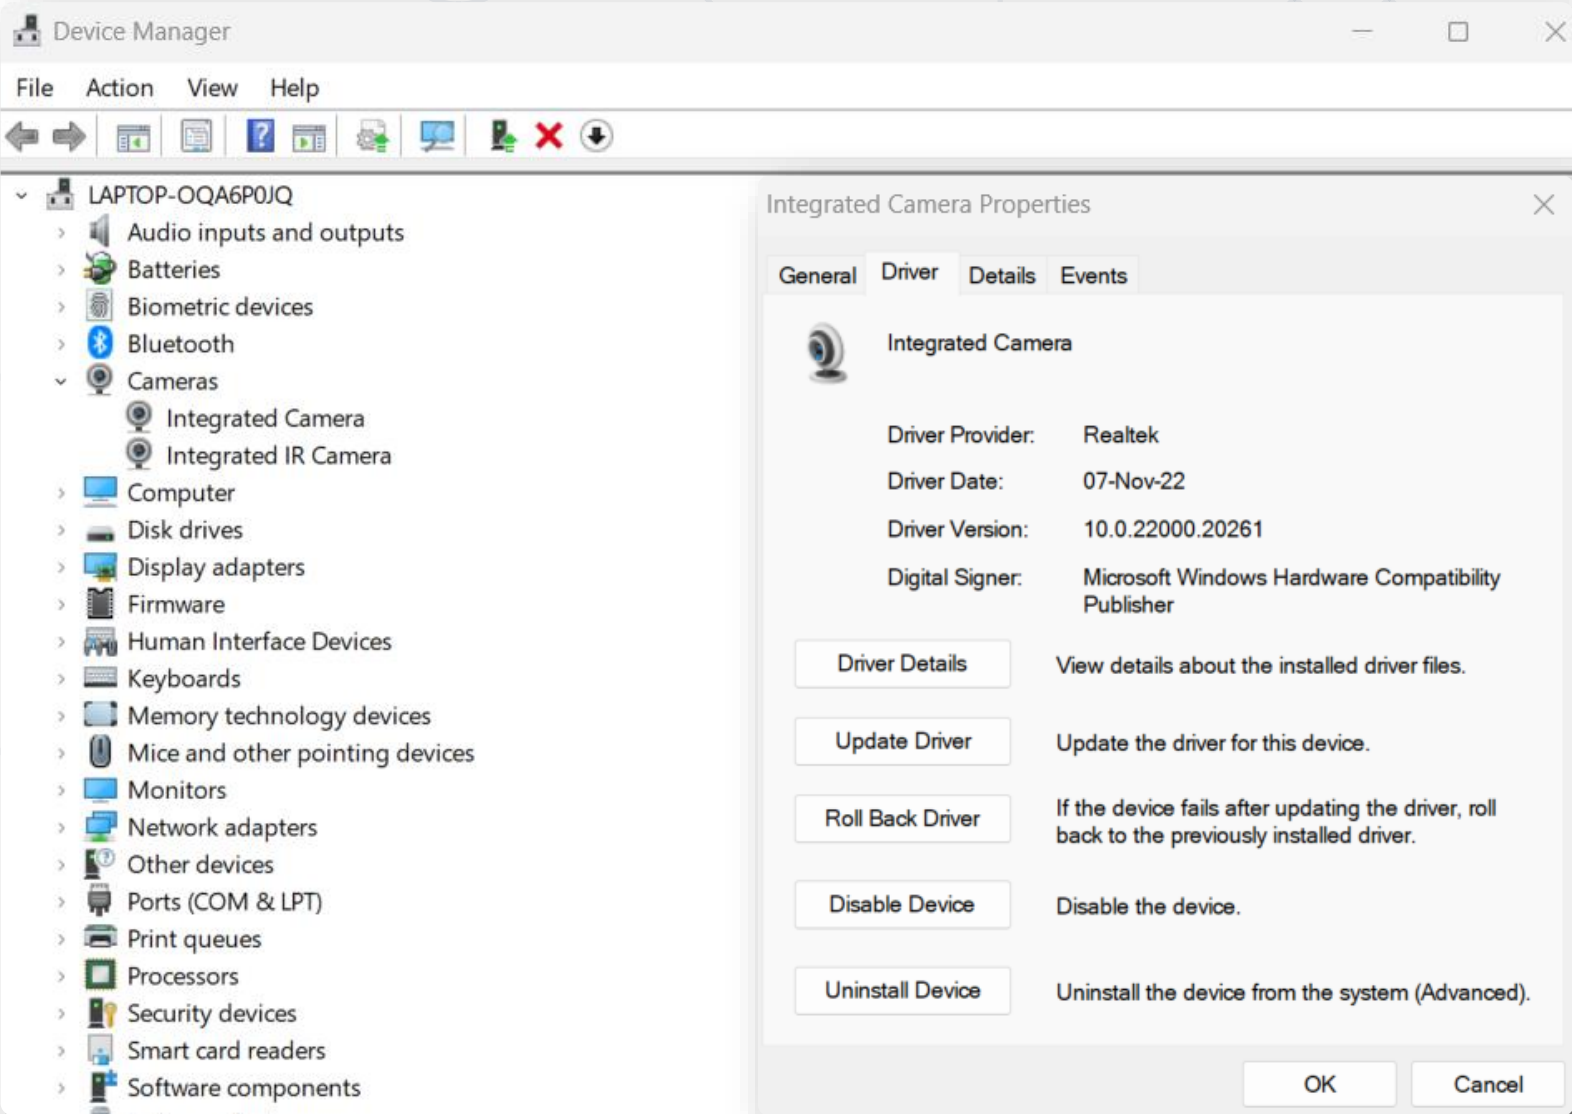 Device Manager
File Action View Help
LAPTOP-OQA6P0JQ
Audio inputs and outputs
Batteries
Biometric devices
Bluetooth
Cameras
Integrated Camera
Integrated IR Camera
Computer
Disk drives
Display adapters
Firmware
Human Interface Devices
Keyboards
Memory technology devices
Mice and other pointing devices
Monitors
Network adapters
Other devices
Ports (COM & LPT)
Print queues
Processors
Security devices
Smart card readers
Software components
Integrated Camera Properties
General Driver Details Events
Integrated Camera
Driver Provider: Realtek
Driver Date: 07-Nov-22
Driver Version: 10.0.22000.20261
Digital Signer: Microsoft Windows Hardware Compatibility
Publisher
Driver Details View details about the installed driver files.
Update Driver Update the driver for this device.
Roll Back Driver If the device fails after updating the driver, roll
back to the previously installed driver.
Disable Device Disable the device.
Uninstall Device Uninstall the device from the system (Advanced).
OK Cancel